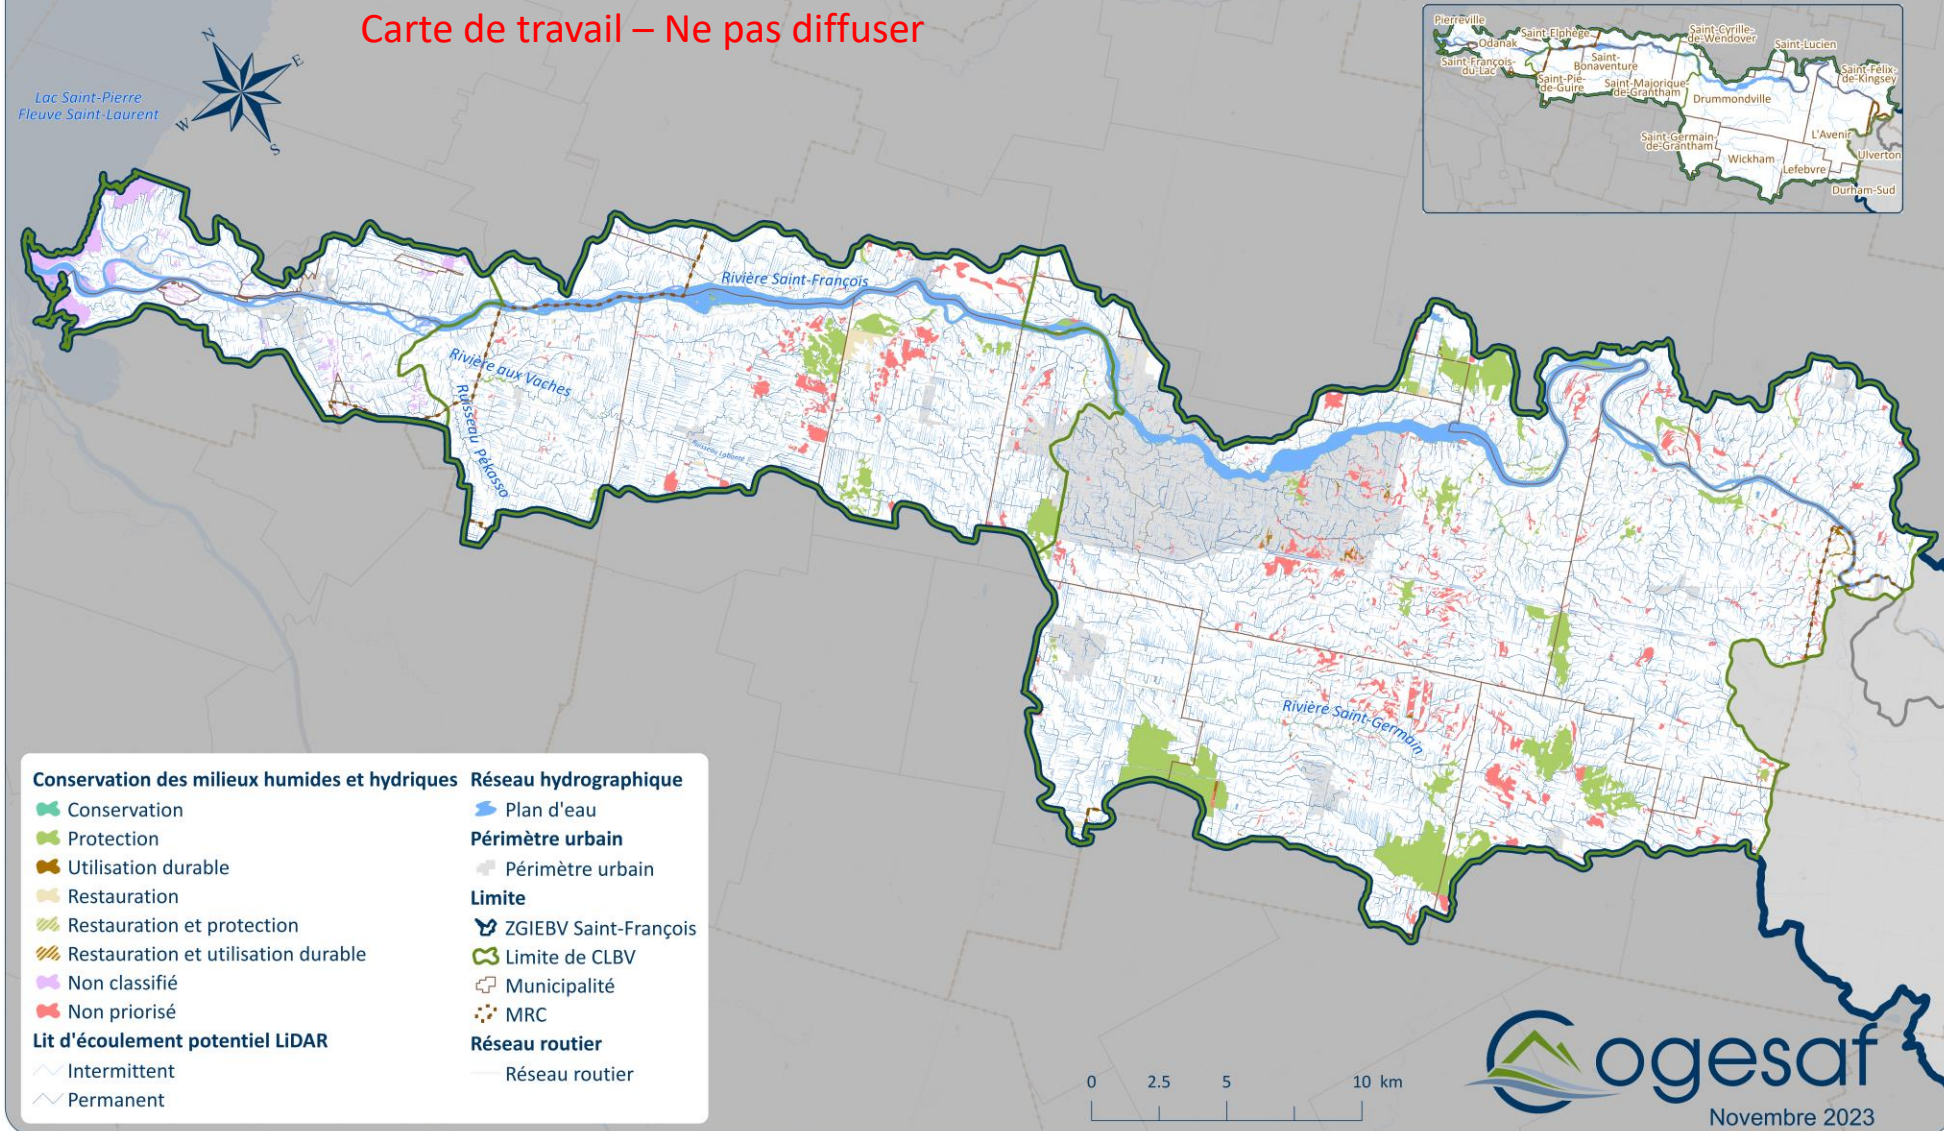 Carte de travail – Ne pas diffuser
N
E
W
S
Lac Saint-Pierre
Fleuve Saint-Laurent
Pierreville
Odanak
Saint-Elphège
Saint-Cyrille-
de-Wendover
Saint-Lucien
Saint-François-
du-Lac
Saint-
Bonaventure
Saint-Félix-
de-Kingsey
Saint-Pie-
de-Guire
Saint-Majorique-
de-Grantham
Drummondville
Saint-Germain-
de-Grantham
L'Avenir
Wickham
Lefebvre
Ulverton
Durham-Sud
Rivière Saint-François
Rivière aux Vaches
Ruisseau Pékasso
Ruisseau Labonté
Rivière Saint-Germain
Conservation des milieux humides et hydriques
Conservation
Protection
Utilisation durable
Restauration
Restauration et protection
Restauration et utilisation durable
Non classifié
Non priorisé
Lit d'écoulement potentiel LiDAR
Intermittent
Permanent
Réseau hydrographique
Plan d'eau
Périmètre urbain
Périmètre urbain
Limite
ZGIEBV Saint-François
Limite de CLBV
Municipalité
MRC
Réseau routier
Réseau routier
0 2.5 5 10 km
Cogesaf
Novembre 2023